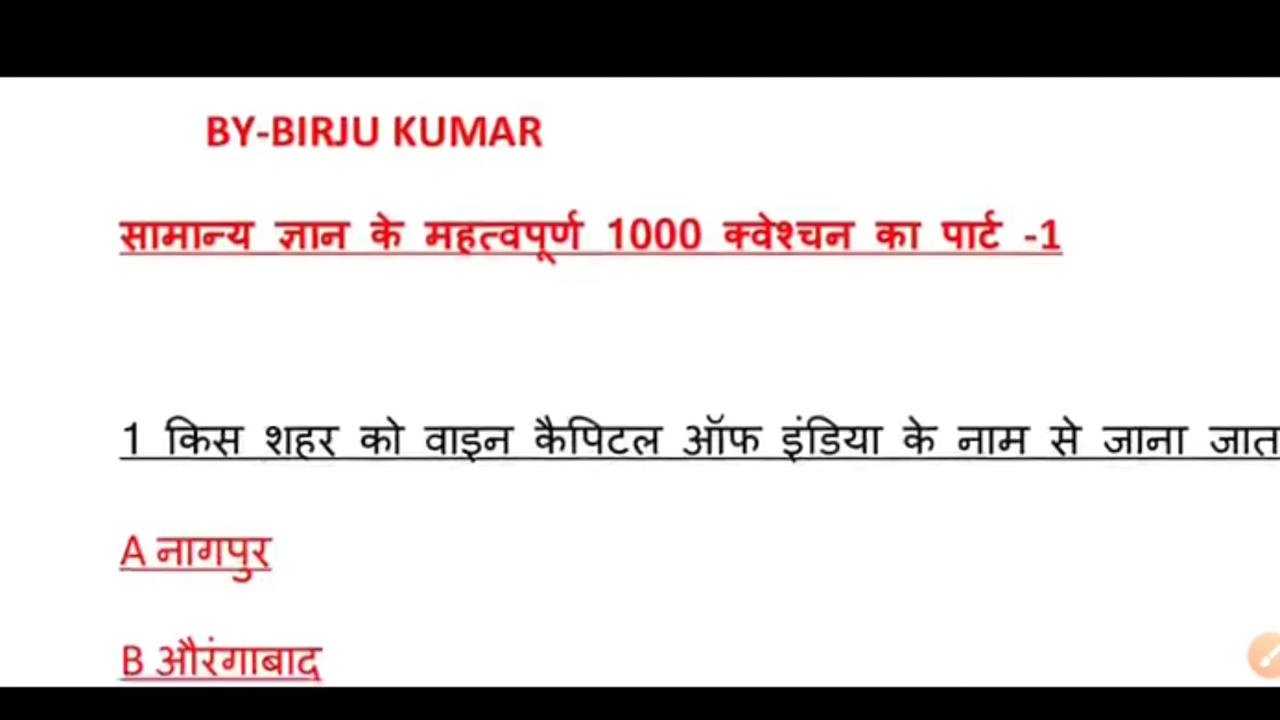 BY-BIRJU KUMAR
सामान्य ज्ञान के महत्वपूर्ण 1000 क्वेश्चन का पार्ट -1
1 किस शहर को वाइन कैपिटल ऑफ इंडिया के नाम से जाना जात
A नागपुर
B औरंगाबाद